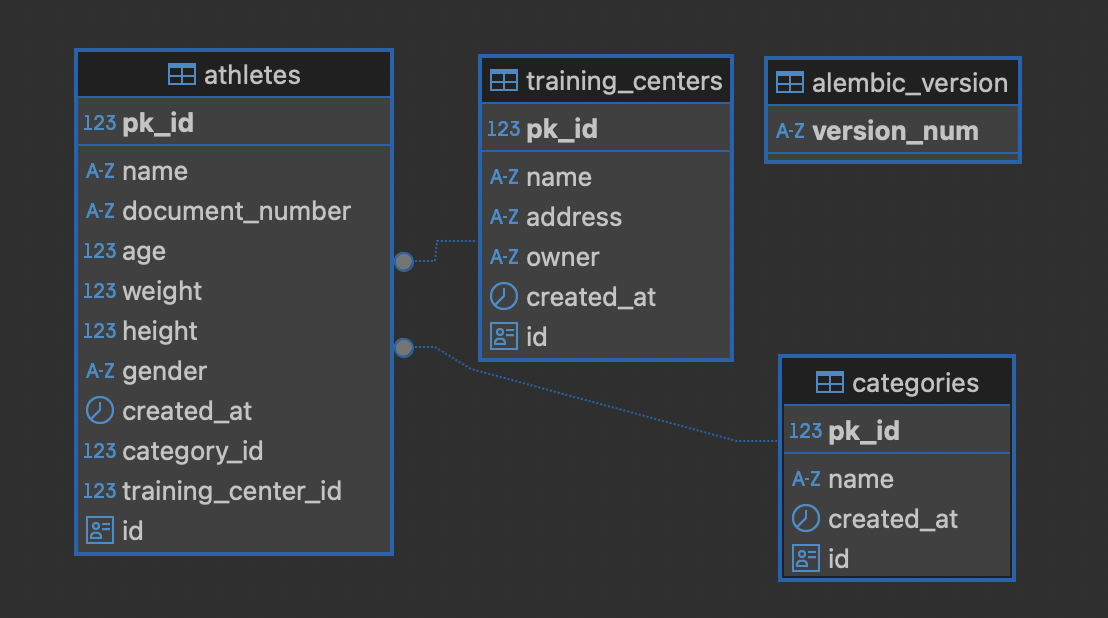 athletes
123 pk_id
A-Z name
A-Z document_number
123 age
123 weight
123 height
A-Z gender
created_at
123 category_id
123 training_center_id
id
training_centers
123 pk_id
A-Z name
A-Z address
A-Z owner
created_at
id
alembic_version
A-Z version_num
categories
123 pk_id
A-Z name
created_at
id